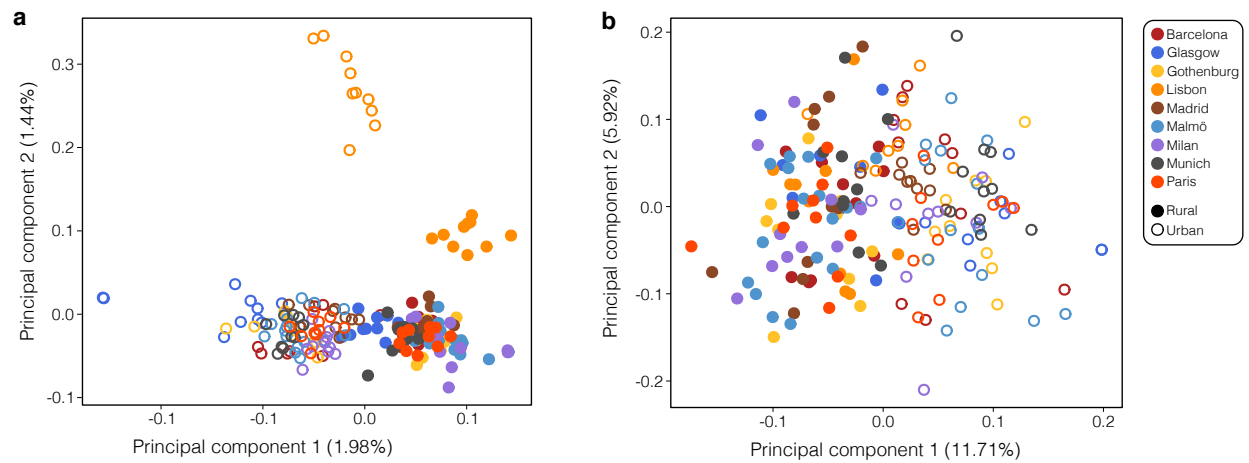 a
Principal component 2 (1.44%)
0.3
0.2
0.1
0.0
-0.1
-0.1
-0.1
0.0
0.1
Principal component 1 (1.98%)
b
Principal component 2 (5.92%)
0.2
0.1
0.0
-0.1
-0.2
-0.1
0.0
0.1
0.2
Principal component 1 (11.71%)
Barcelona
Glasgow
Gothenburg
Lisbon
Madrid
Malmö
Milan
Munich
Paris
Rural
Urban